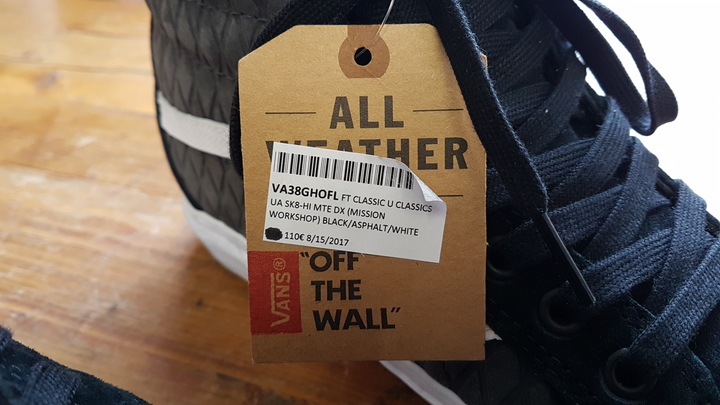 ALL
WEATHER
VA38GHOFL FT CLASSIC U CLASSICS
UA SK8-HI MTE DX (MISSION
WORKSHOP) BLACK/ASPHALT/WHITE
110€ 8/15/2017
VANS®
"OFF
THE
WALL"